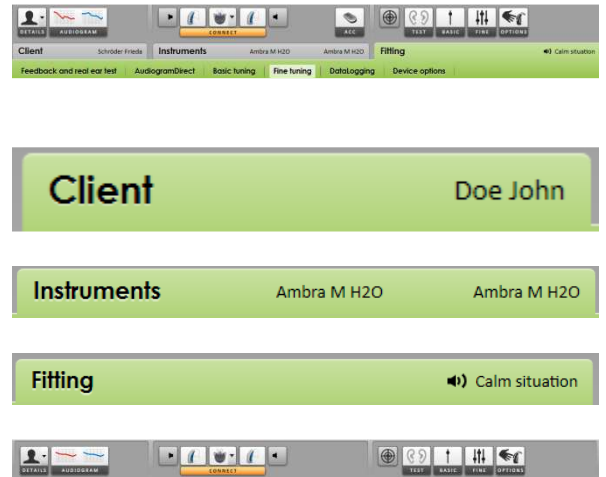 DETAILS AUDIOGRAM CONNECT ACC TEST BASIC FINE OPTIONS
Client Schröder Frieda Instruments Ambra M H2O Ambra M H2O Fitting Calm situation
Feedback and real ear test AudiogramDirect Basic tuning Fine tuning DataLogging Device options
Client Doe John
Instruments Ambra M H2O Ambra M H2O
Fitting Calm situation
DETAILS AUDIOGRAM CONNECT TEST BASIC FINE OPTIONS